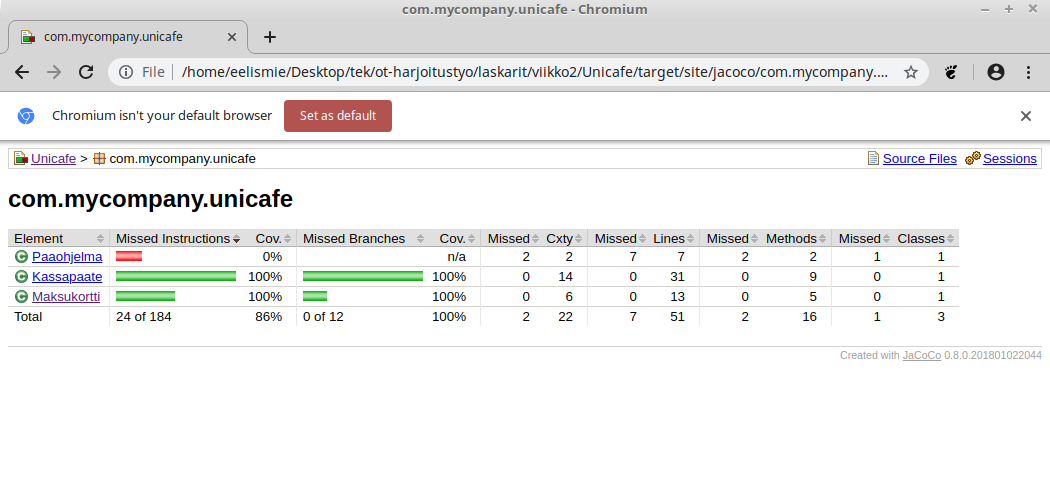 com.mycompany.unicafe - Chromium
com.mycompany.unicafe
File | /home/eelismie/Desktop/tek/ot-harjoitustyo/laskarit/viikko2/Unicafe/target/site/jacoco/com.mycompany....
Chromium isn't your default browser Set as default
Unicafe > com.mycompany.unicafe Source Files Sessions
com.mycompany.unicafe
Element Missed Instructions Cov. Missed Branches Cov. Missed Cxty Missed Lines Missed Methods Missed Classes
C Paaohjelma 0% n/a 2 2 7 7 2 2 1 1
C Kassapaate 100% 100% 0 14 0 31 0 9 0 1
C Maksukortti 100% 100% 0 6 0 13 0 5 0 1
Total 24 of 184 86% 0 of 12 100% 2 22 7 51 2 16 1 3
Created with JaCoCo 0.8.0.201801022044